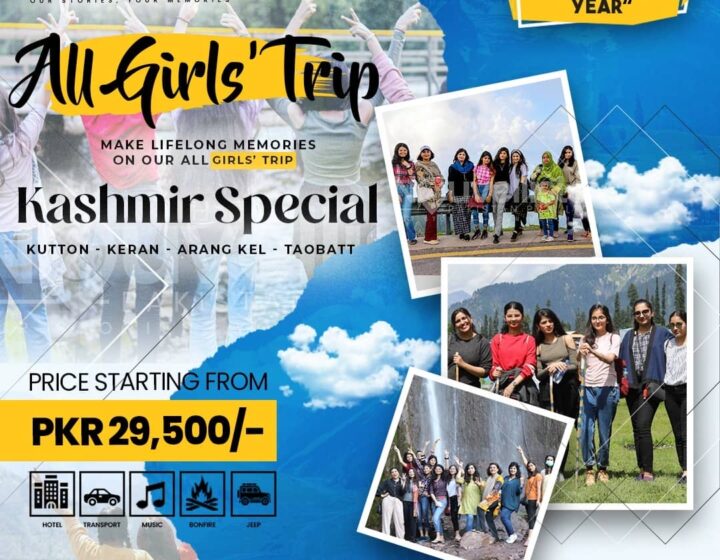 OUR STORIES, YOUR MEMORIES
YEAR"
All Girls' Trip
MAKE LIFELONG MEMORIES
ON OUR ALL GIRLS' TRIP
Kashmir Special
KUTTON - KERAN - ARANG KEL - TAOBATT
PRICE STARTING FROM
PKR 29,500/-
HOTEL
TRANSPORT
MUSIC
BONFIRE
JEEP